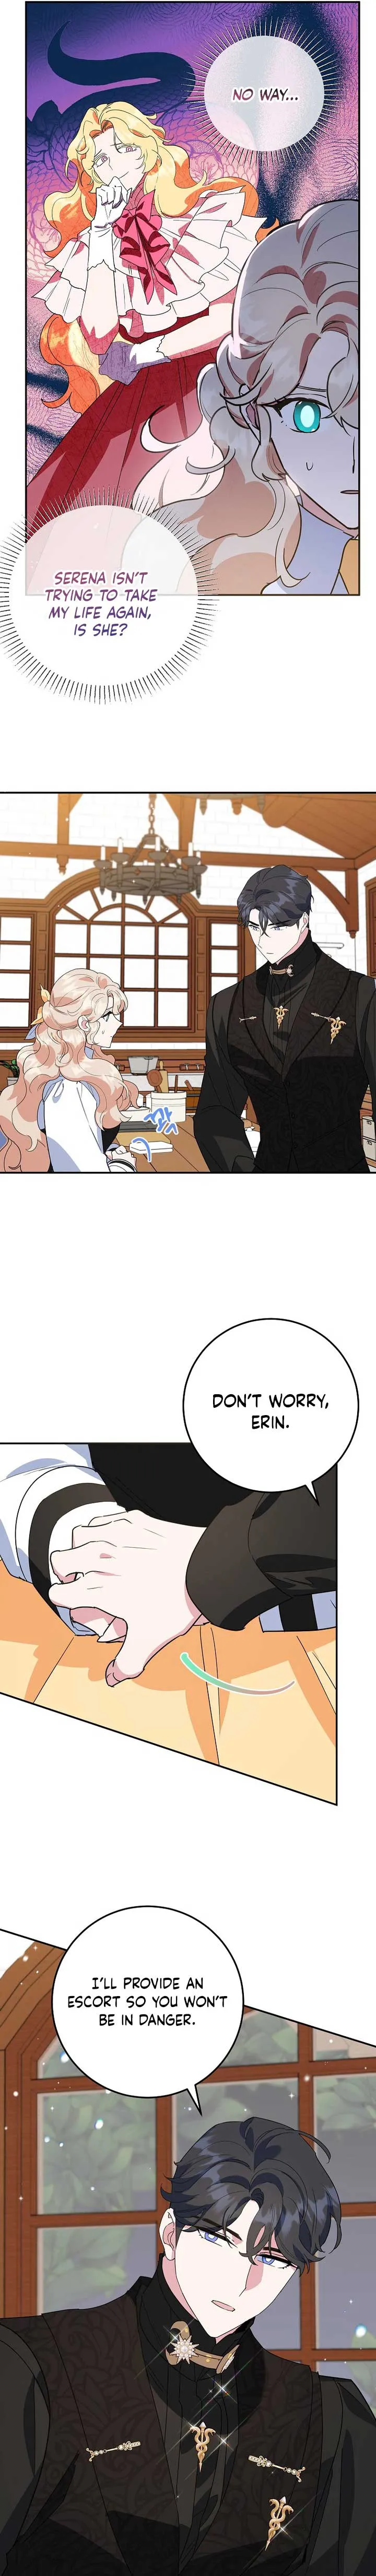 NO WAY...
SERENA ISN'T
TRYING TO TAKE
MY LIFE AGAIN,
IS SHE?
DON'T WORRY,
ERIN.
I'LL PROVIDE AN
ESCORT SO YOU WON'T
BE IN DANGER.